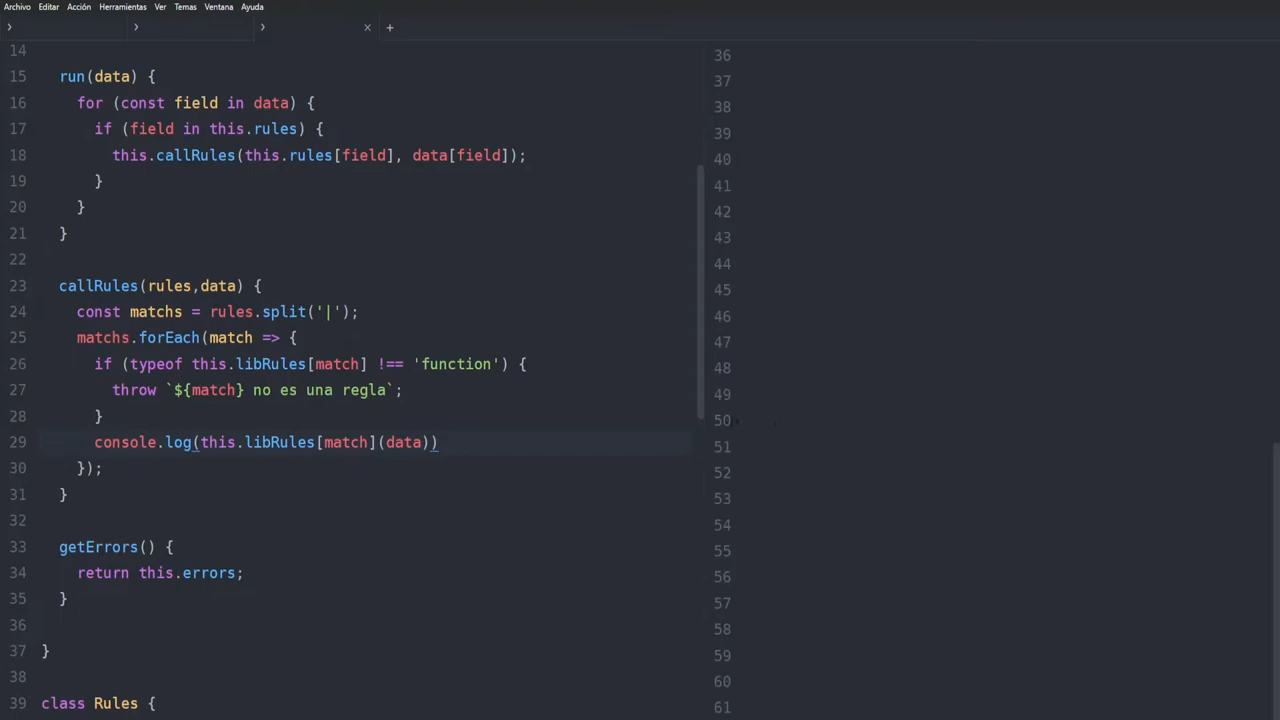 Archivo Editar Acción Herramientas Ver Temas Ventana Ayuda
14
15 run(data) {
16 for (const field in data) {
17 if (field in this.rules) {
18 this.callRules(this.rules[field], data[field]);
19 }
20 }
21 }
22
23 callRules(rules,data) {
24 const matchs = rules.split('|');
25 matchs.forEach(match => {
26 if (typeof this.libRules[match] !== 'function') {
27 throw `${match} no es una regla`;
28 }
29 console.log(this.libRules[match](data))
30 });
31 }
32
33 getErrors() {
34 return this.errors;
35 }
36
37 }
38
39 class Rules {
36
37
38
39
40
41
42
43
44
45
46
47
48
49
50
51
52
53
54
55
56
57
58
59
60
61